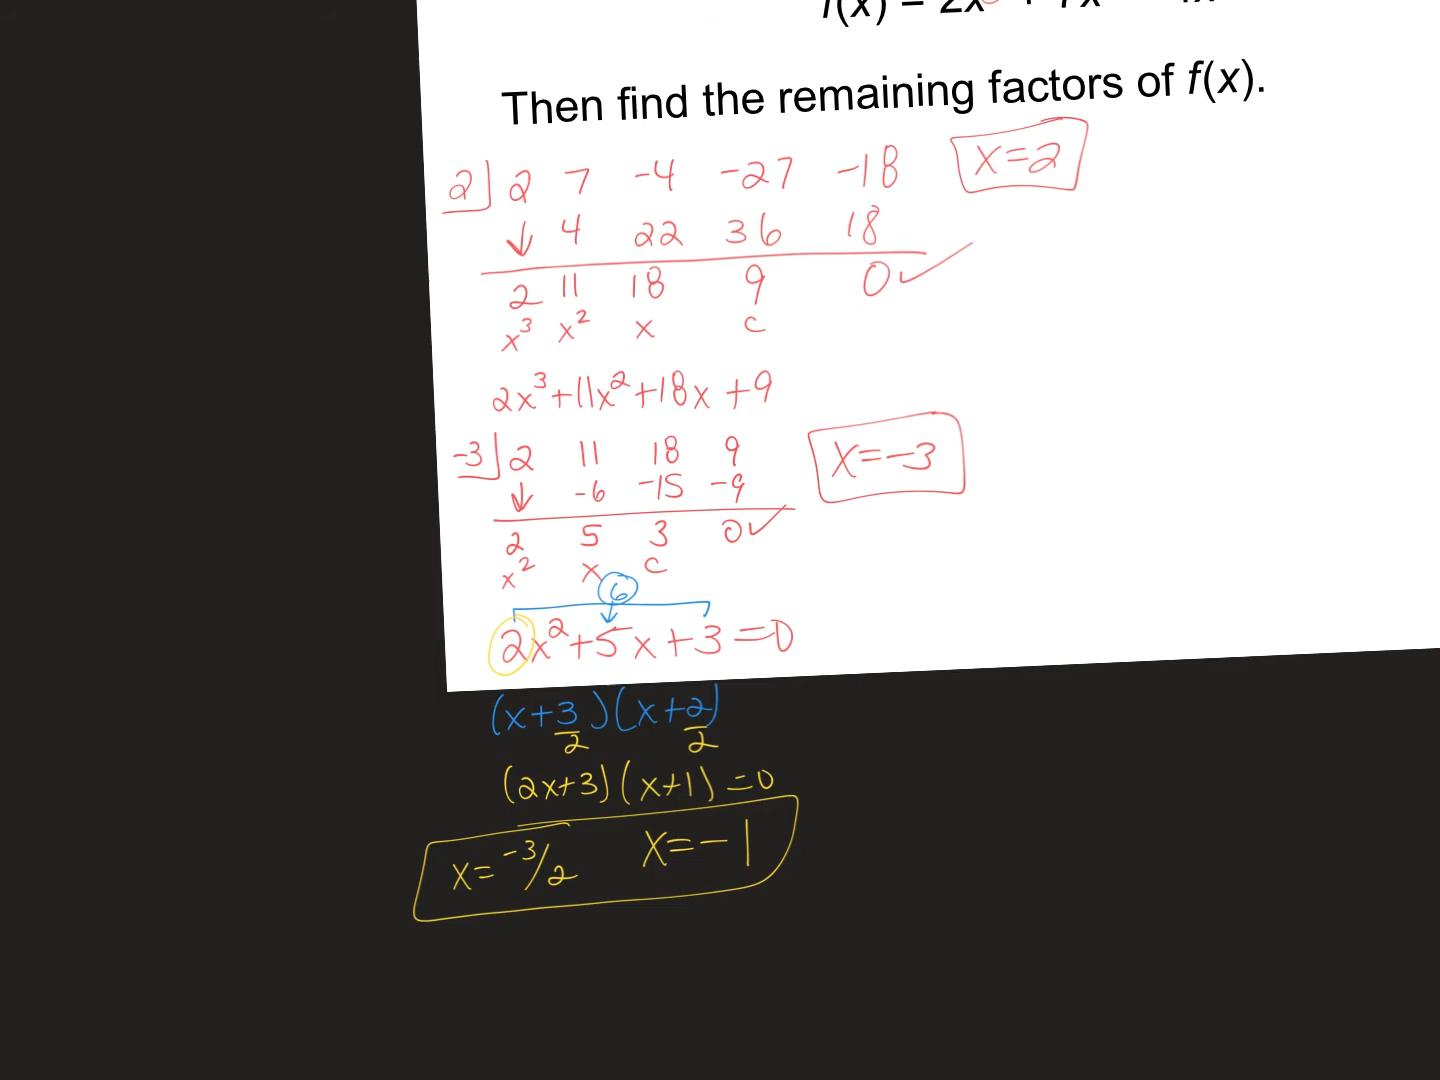 Then find the remaining factors of f(x).
2 2 7 -4 -27 -18 x=2
4 22 36 18
2 11 18 9 0
x³ x² x c
2x³+11x²+18x+9
-3 2 11 18 9 x=-3
-6 -15 -9
2 5 3 0
x² x c
6
2x²+5x+3=0
(x+3/2)(x+2/2)
(2x+3)(x+1)=0
x=-3/2 x=-1